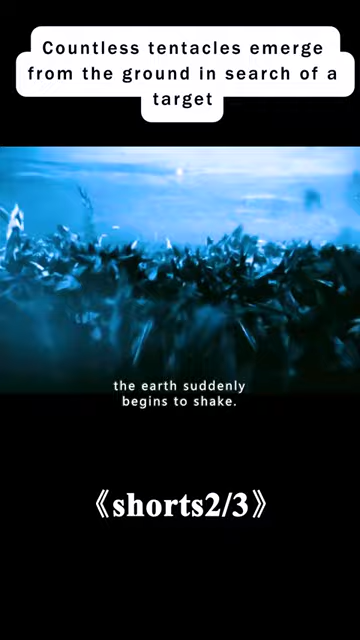 Countless tentacles emerge
from the ground in search of a
target
the earth suddenly
begins to shake.
《shorts2/3》